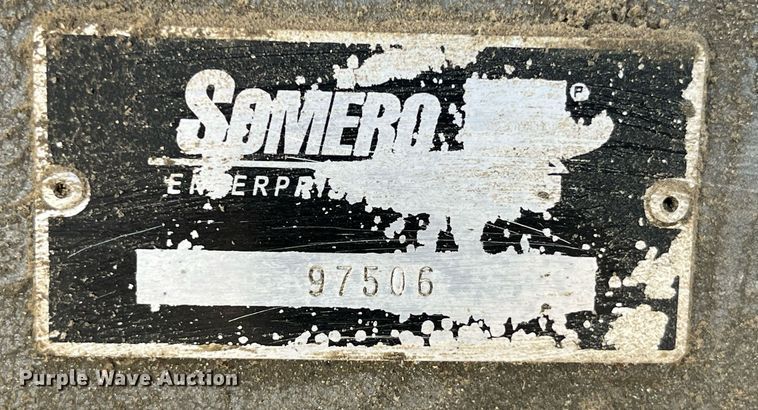 SOMERO
ENTERPRIS
97506
Purple Wave Auction